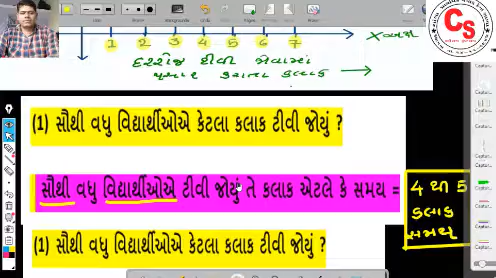 CS
1 2 3 4 5 6 7
X અક્ષ
દરરોજ ટીવી જોવામાં
પસાર કરાતા કલાક
(1) સૌથી વધુ વિદ્યાર્થીઓએ કેટલા કલાક ટીવી જોયું ?
સૌથી વધુ વિદ્યાર્થીઓએ ટીવી જોયું તે કલાક એટલે કે સમય = 4 થી 5
કલાક
સમય
(1) સૌથી વધુ વિદ્યાર્થીઓએ કેટલા કલાક ટીવી જોયું ?